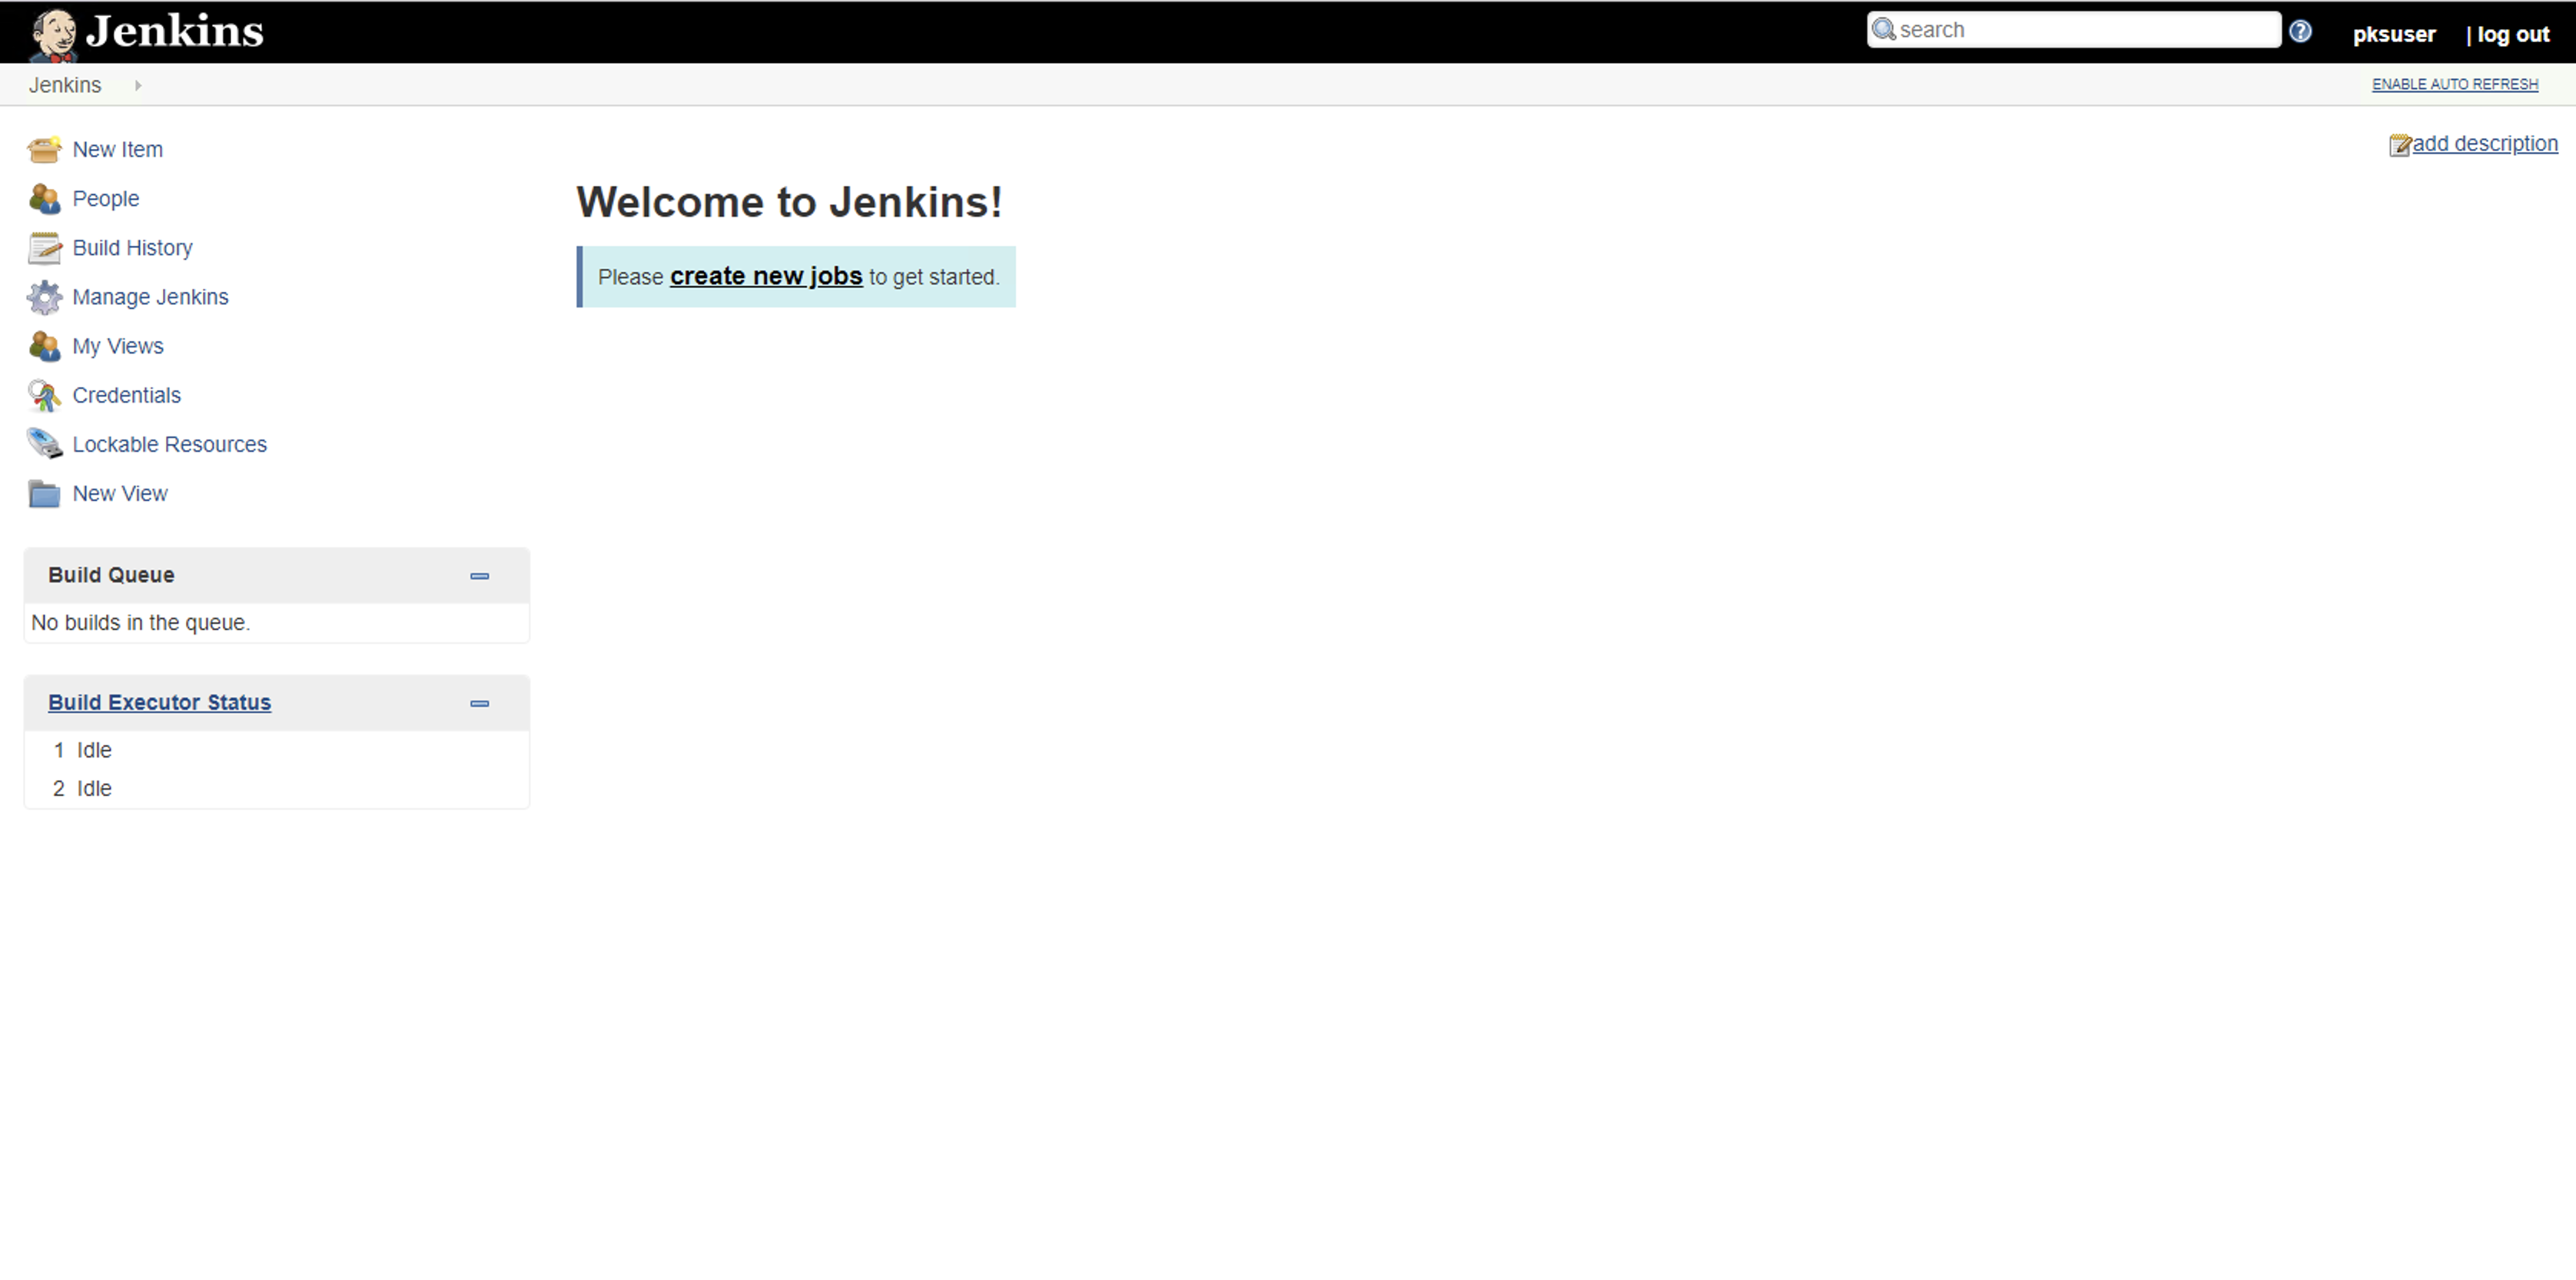 Jenkins
search
pksuser | log out
Jenkins
ENABLE AUTO REFRESH
New Item
People
Build History
Manage Jenkins
My Views
Credentials
Lockable Resources
New View
Build Queue
No builds in the queue.
Build Executor Status
1 Idle
2 Idle
add description
Welcome to Jenkins!
Please create new jobs to get started.